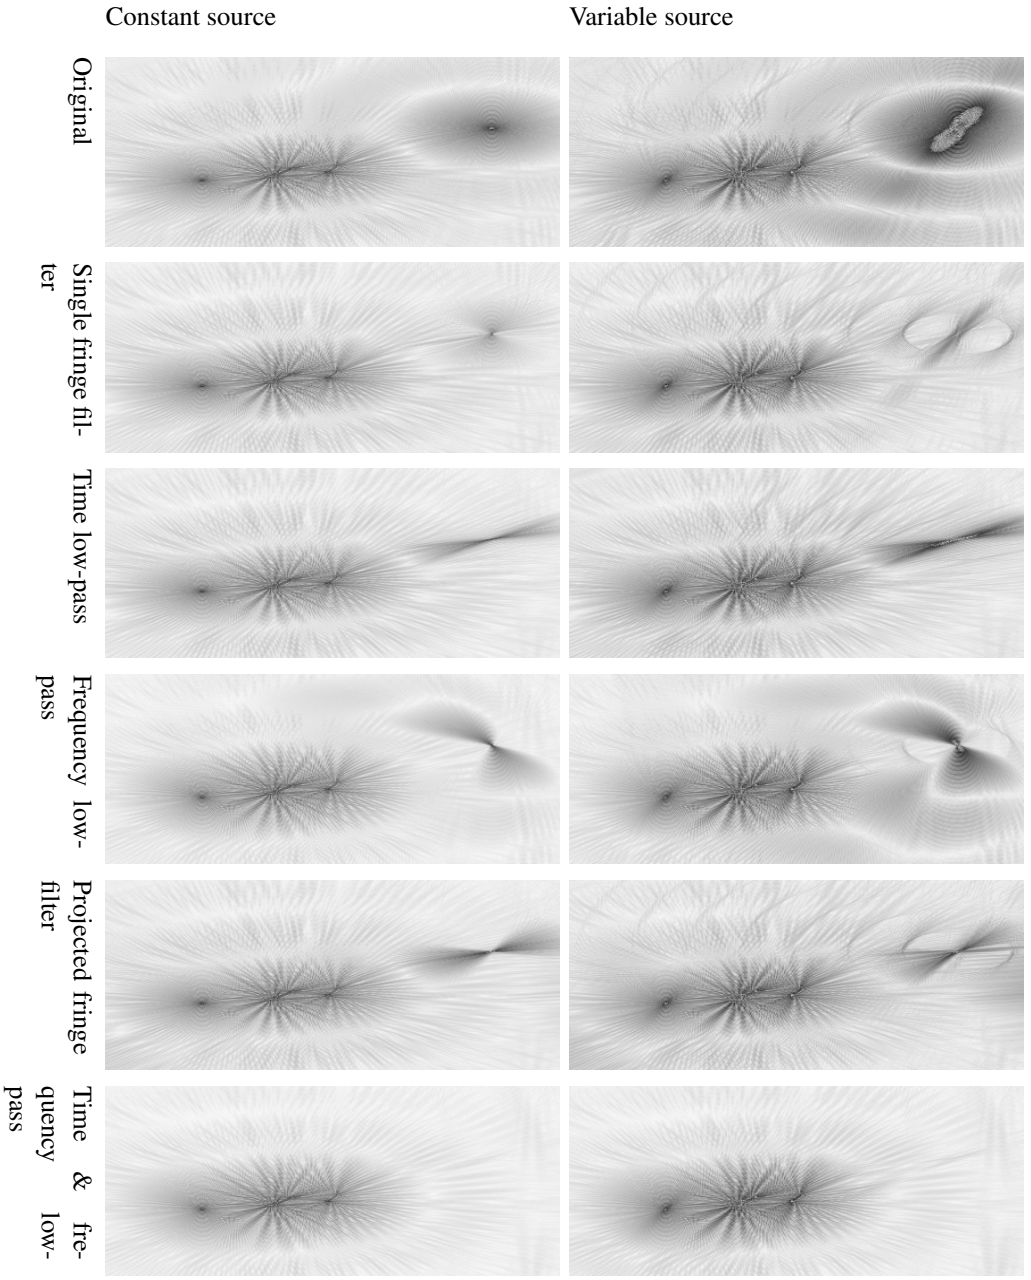 Constant source
Variable source
Original
Single fringe fil-
ter
Time low-pass
Frequency low-
pass
Projected fringe
filter
Time & fre-
quency low-
pass